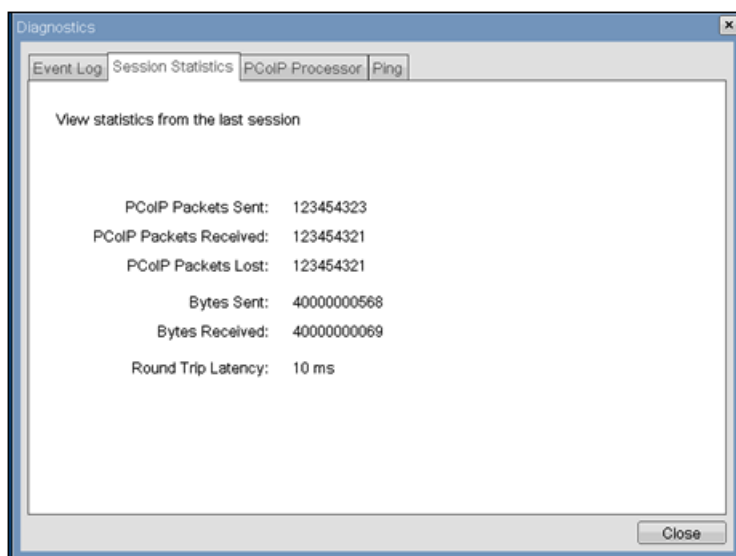 Diagnostics
Event Log Session Statistics PCoIP Processor Ping
View statistics from the last session
PCoIP Packets Sent: 123454323
PCoIP Packets Received: 123454321
PCoIP Packets Lost: 123454321
Bytes Sent: 40000000568
Bytes Received: 40000000069
Round Trip Latency: 10 ms
Close